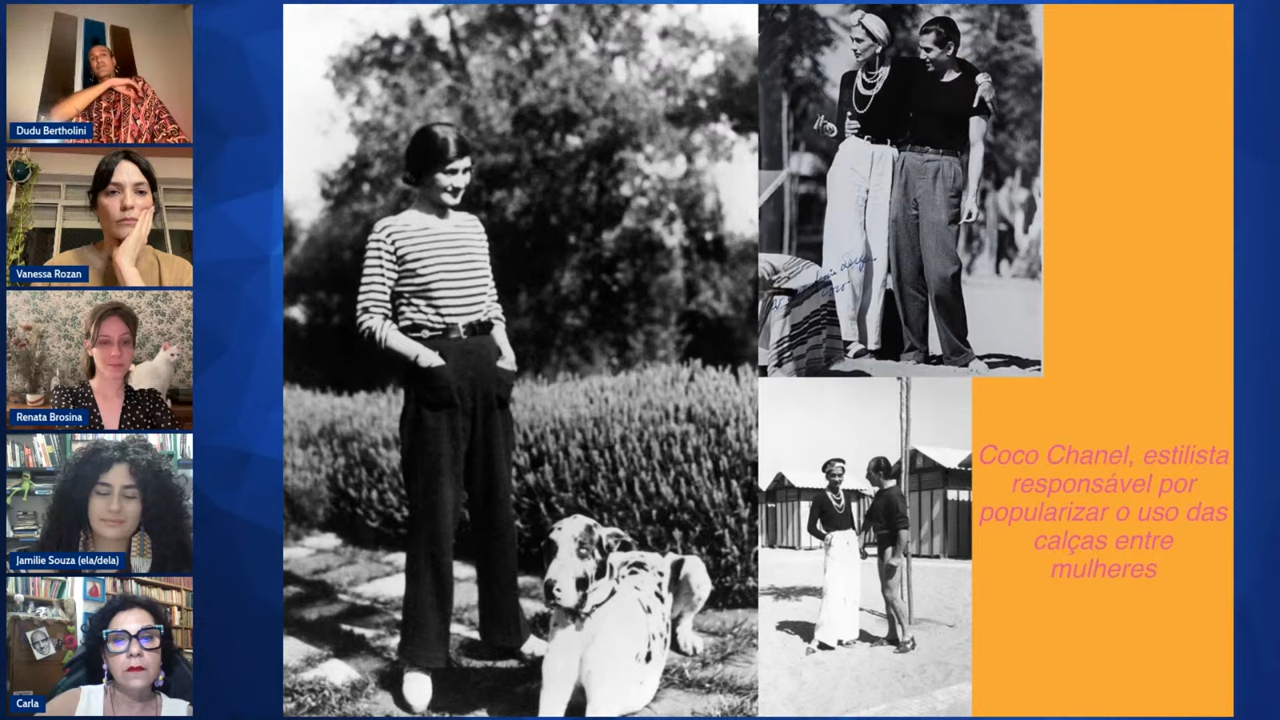 Dudu Bertholini
Vanessa Rozan
Renata Brosina
Jamilie Souza (ela/dela)
Carla
Coco Chanel, estilista
responsável por
popularizar o uso das
calças entre
mulheres